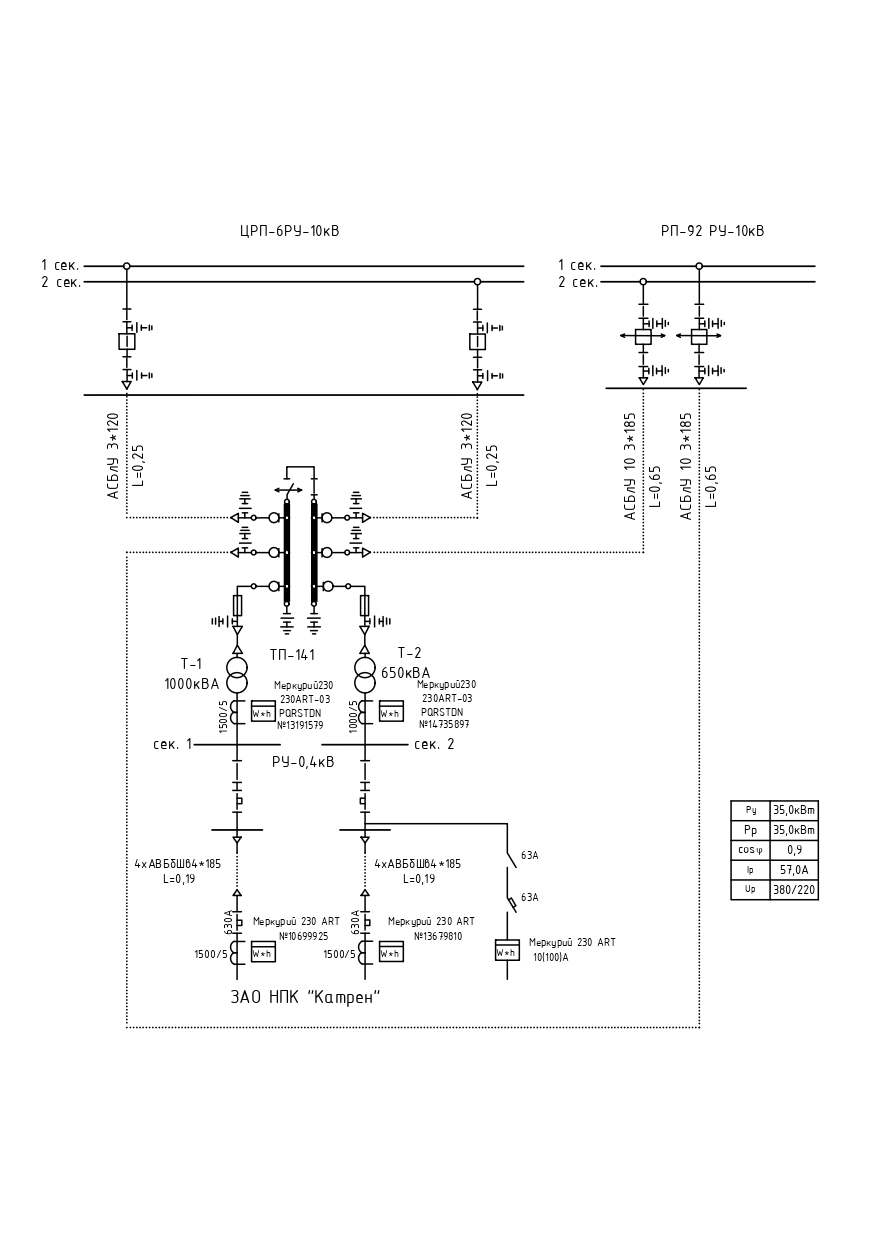 ЦРП-6РУ-10кВ
РП-92 РУ-10кВ
1 сек.
2 сек.
1 сек.
2 сек.
АСБлУ 3*120
L=0,25
АСБлУ 3*120
L=0,25
АСБлУ 10 3*185
L=0,65
АСБлУ 10 3*185
L=0,65
ТП-141
Т-1
1000кВА
Т-2
650кВА
1500/5
W*h
Меркурий230
230ART-03
PQRSTDN
№13191579
1000/5
W*h
Меркурий230
230ART-03
PQRSTDN
№14735897
сек. 1
сек. 2
РУ-0,4кВ
4хАВБбШв4*185
L=0,19
4хАВБбШв4*185
L=0,19
63А
63А
630А
Меркурий 230 ART
№10699925
1500/5
W*h
630А
Меркурий 230 ART
№13679810
1500/5
W*h
W*h
Меркурий 230 ART
10(100)А
ЗАО НПК "Катрен"
Ру 35,0кВт
Рр 35,0кВт
cosφ 0,9
Iр 57,0А
Uр 380/220